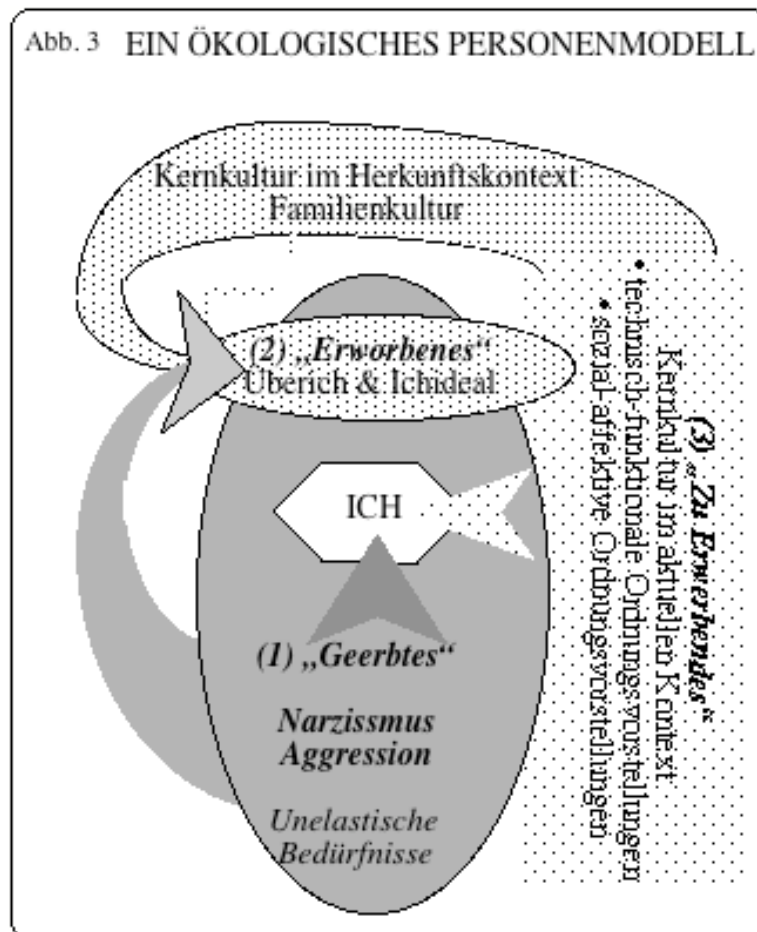 Abb. 3 EIN ÖKOLOGISCHES PERSONENMODELL
Kernkultur im Herkunftskontext
Familienkultur
(2) „Erworbenes“
Überich & Ichideal
ICH
(1) „Geerbtes“
Narzissmus
Aggression
Unelastische
Bedürfnisse
(3) „Zu Erwerbendes“
Kernkultur im aktuellen Kontext
• technisch-funktionale Ordnungsvorstellungen
• sozial-affektive Ordnungsvorstellungen